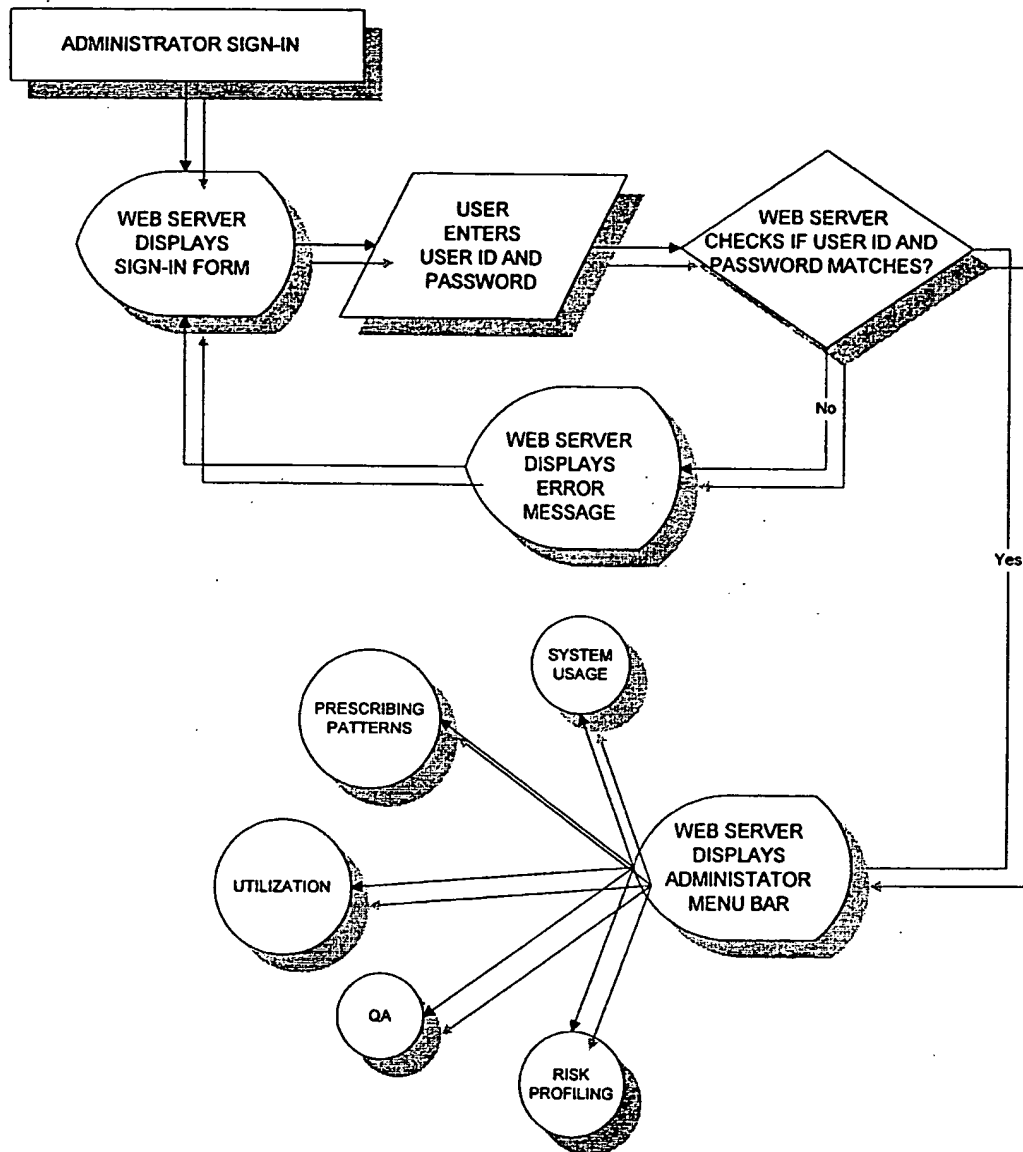 ADMINISTRATOR SIGN-IN
WEB SERVER
DISPLAYS
SIGN-IN FORM
USER
ENTERS
USER ID AND
PASSWORD
WEB SERVER
CHECKS IF USER ID AND
PASSWORD MATCHES?
No
WEB SERVER
DISPLAYS
ERROR
MESSAGE
Yes
SYSTEM
USAGE
PRESCRIBING
PATTERNS
WEB SERVER
DISPLAYS
ADMINISTATOR
MENU BAR
UTILIZATION
QA
RISK
PROFILING